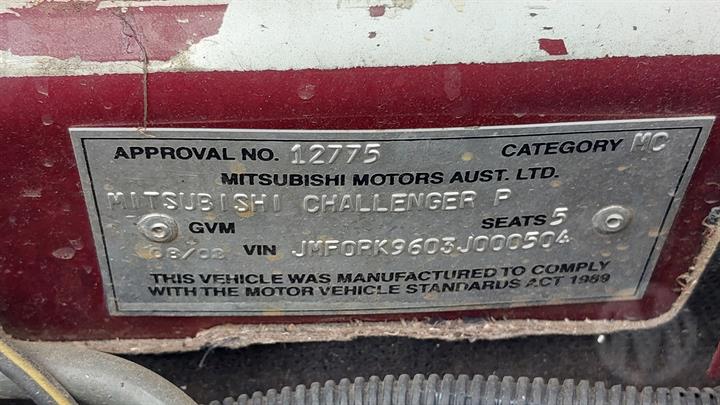 APPROVAL NO. 12775 CATEGORY MC
MITSUBISHI MOTORS AUST. LTD.
MITSUBISHI CHALLENGER P
GVM SEATS 5
08/02 VIN JMF0RK9603J000504
THIS VEHICLE WAS MANUFACTURED TO COMPLY
WITH THE MOTOR VEHICLE STANDARDS ACT 1989